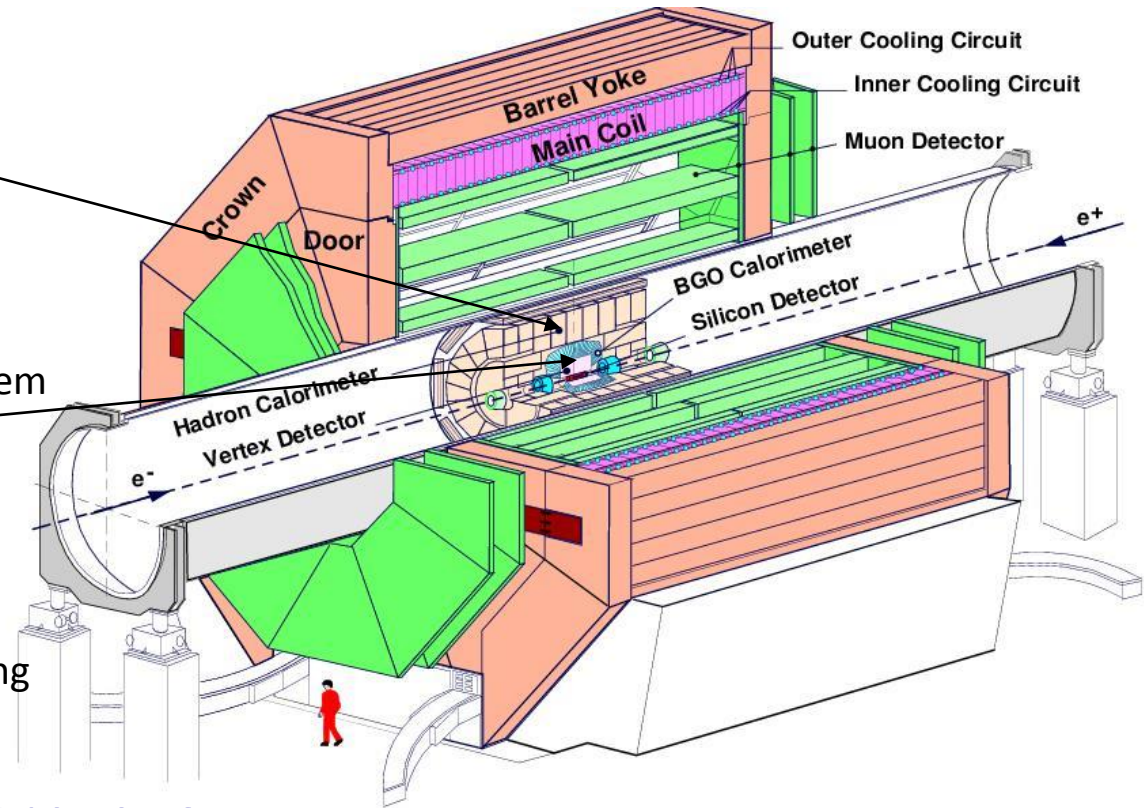 Outer Cooling Circuit
Barrel Yoke
Inner Cooling Circuit
Main Coil
Muon Detector
Crown
Door
e+
BGO Calorimeter
Silicon Detector
em
Hadron Calorimeter
Vertex Detector
e-
ng